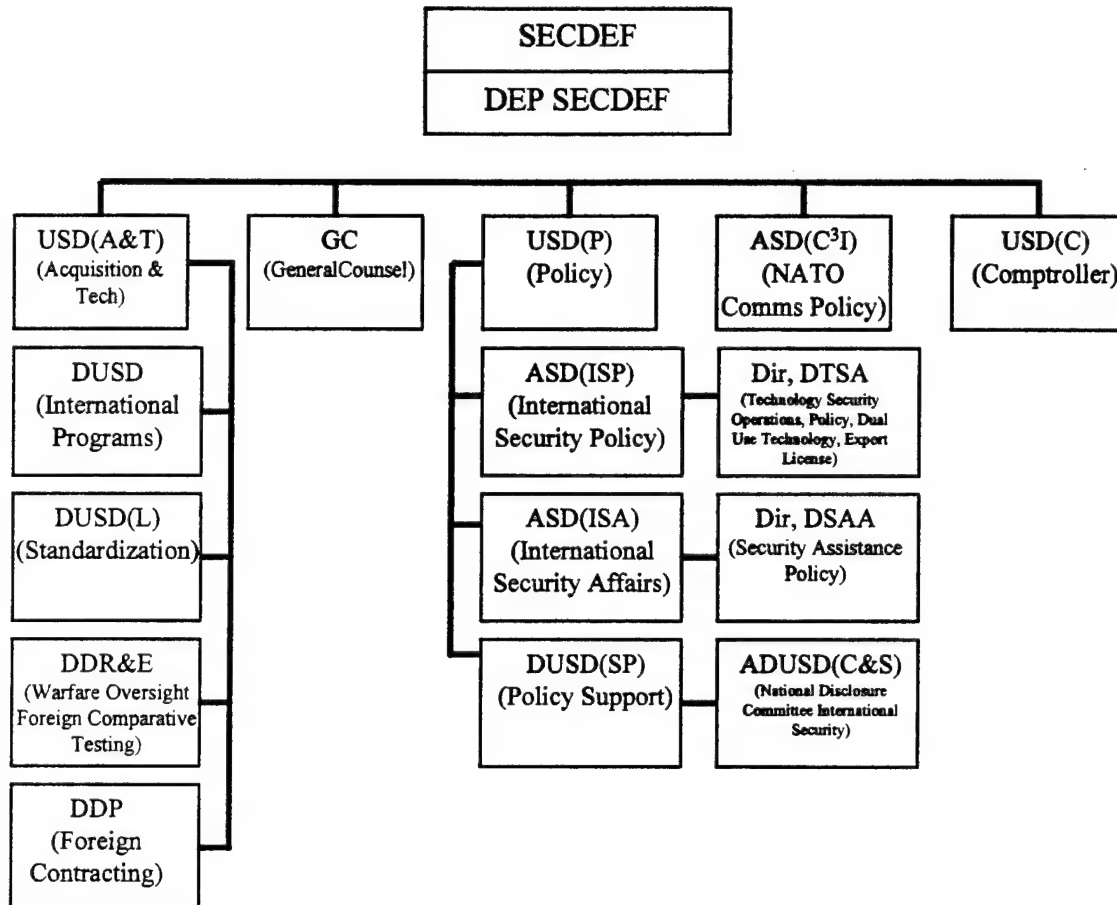 SECDEF
DEP SECDEF
USD(A&T)
(Acquisition &
Tech)
GC
(GeneralCounsel)
USD(P)
(Policy)
ASD(C³I)
(NATO
Comms Policy)
USD(C)
(Comptroller)
DUSD
(International
Programs)
ASD(ISP)
(International
Security Policy)
Dir, DTSA
(Technology Security
Operations, Policy, Dual
Use Technology, Export
License)
DUSD(L)
(Standardization)
ASD(ISA)
(International
Security Affairs)
Dir, DSAA
(Security Assistance
Policy)
DDR&E
(Warfare Oversight
Foreign Comparative
Testing)
DUSD(SP)
(Policy Support)
ADUSD(C&S)
(National Disclosure
Committee International
Security)
DDP
(Foreign
Contracting)